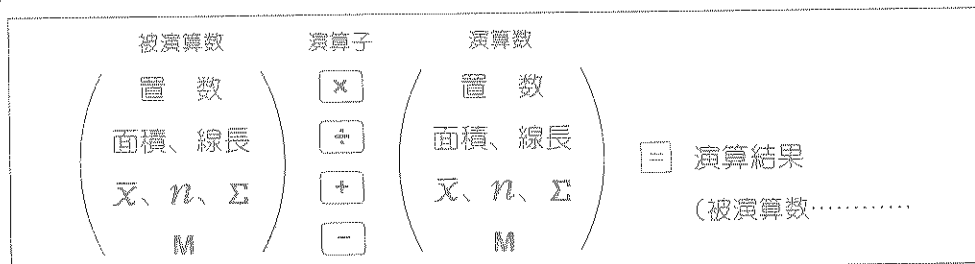 被演算数 演算子 演算数
置 数 × 置 数
面積、線長 ÷ 面積、線長
= 演算結果
x̄、n、Σ + x̄、n、Σ
(被演算数…………
M − M